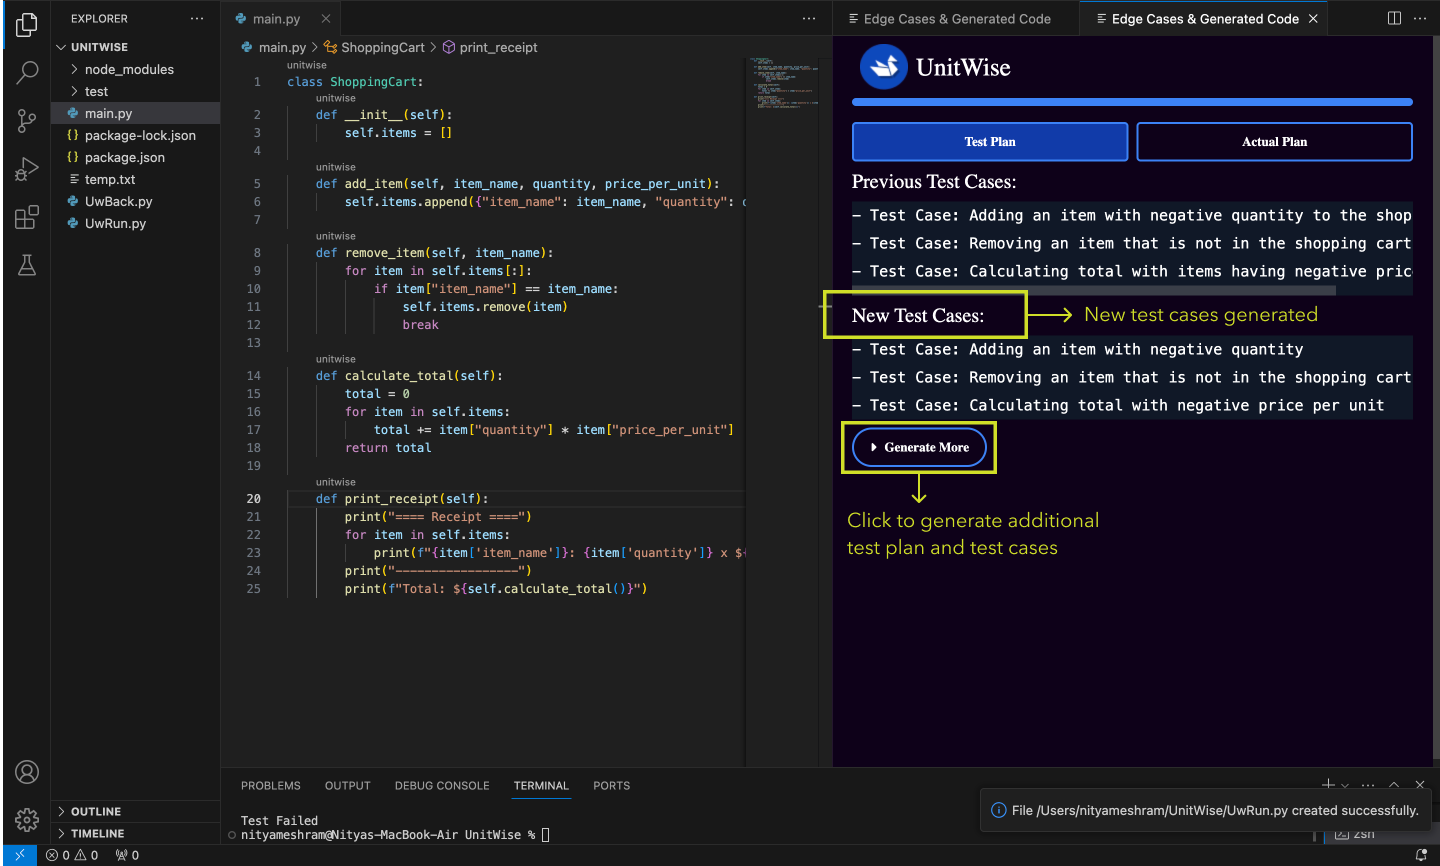 EXPLORER
UNITWISE
node_modules
test
main.py
{} package-lock.json
{} package.json
temp.txt
UwBack.py
UwRun.py
OUTLINE
TIMELINE
main.py
main.py > ShoppingCart > print_receipt
unitwise
1 class ShoppingCart:
unitwise
2 def __init__(self):
3 self.items = []
4
unitwise
5 def add_item(self, item_name, quantity, price_per_unit):
6 self.items.append({"item_name": item_name, "quantity":
7
unitwise
8 def remove_item(self, item_name):
9 for item in self.items[:]:
10 if item["item_name"] == item_name:
11 self.items.remove(item)
12 break
13
unitwise
14 def calculate_total(self):
15 total = 0
16 for item in self.items:
17 total += item["quantity"] * item["price_per_unit"]
18 return total
19
unitwise
20 def print_receipt(self):
21 print("==== Receipt ====")
22 for item in self.items:
23 print(f"{item['item_name']}: {item['quantity']} x ${
24 print("-----------------")
25 print(f"Total: ${self.calculate_total()}")
Edge Cases & Generated Code
Edge Cases & Generated Code
UnitWise
Test Plan
Actual Plan
Previous Test Cases:
- Test Case: Adding an item with negative quantity to the shop
- Test Case: Removing an item that is not in the shopping cart
- Test Case: Calculating total with items having negative pric
New Test Cases:
New test cases generated
- Test Case: Adding an item with negative quantity
- Test Case: Removing an item that is not in the shopping cart
- Test Case: Calculating total with negative price per unit
Generate More
Click to generate additional
test plan and test cases
PROBLEMS OUTPUT DEBUG CONSOLE TERMINAL PORTS
Test Failed
nityameshram@Nityas-MacBook-Air UnitWise %
File /Users/nityameshram/UnitWise/UwRun.py created successfully.
zsh
0 0 0